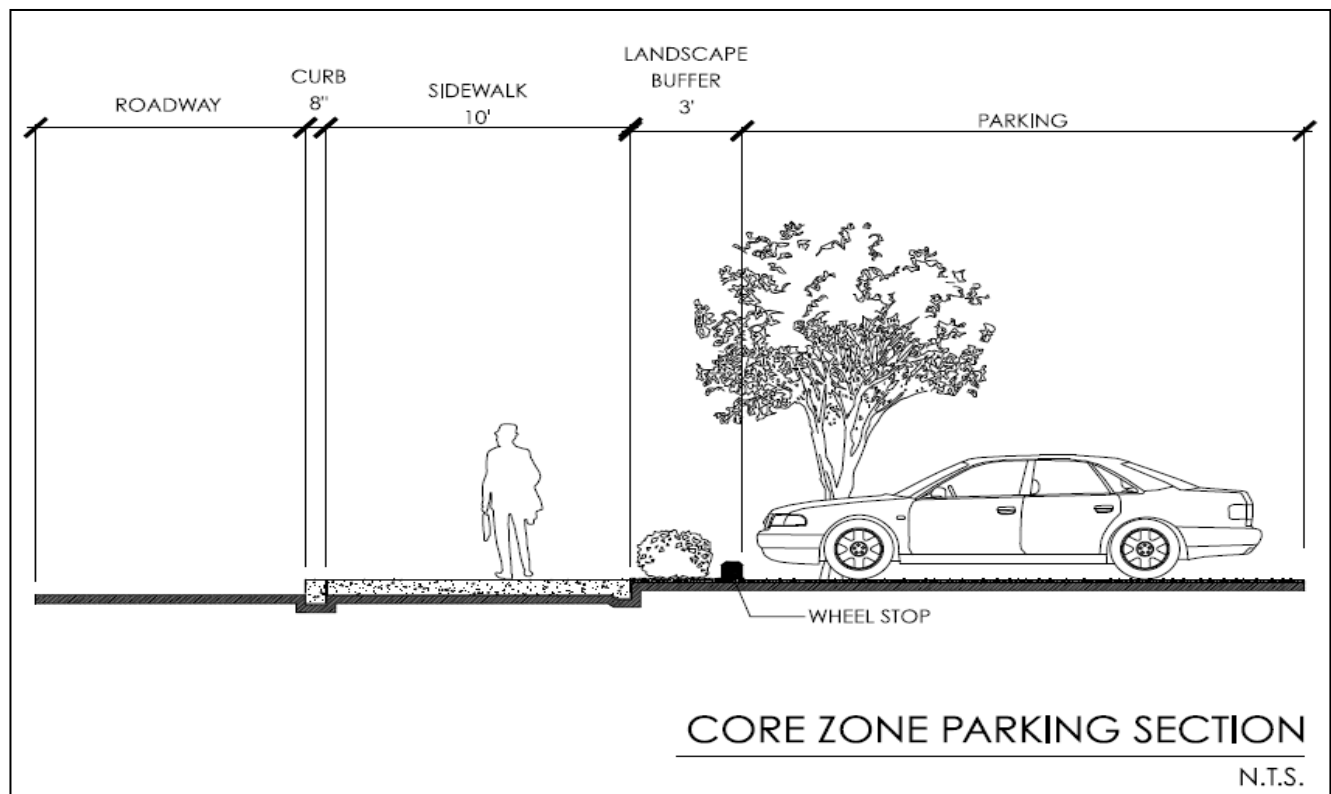 ROADWAY
CURB
8"
SIDEWALK
10'
LANDSCAPE
BUFFER
3'
PARKING
WHEEL STOP
CORE ZONE PARKING SECTION
N.T.S.